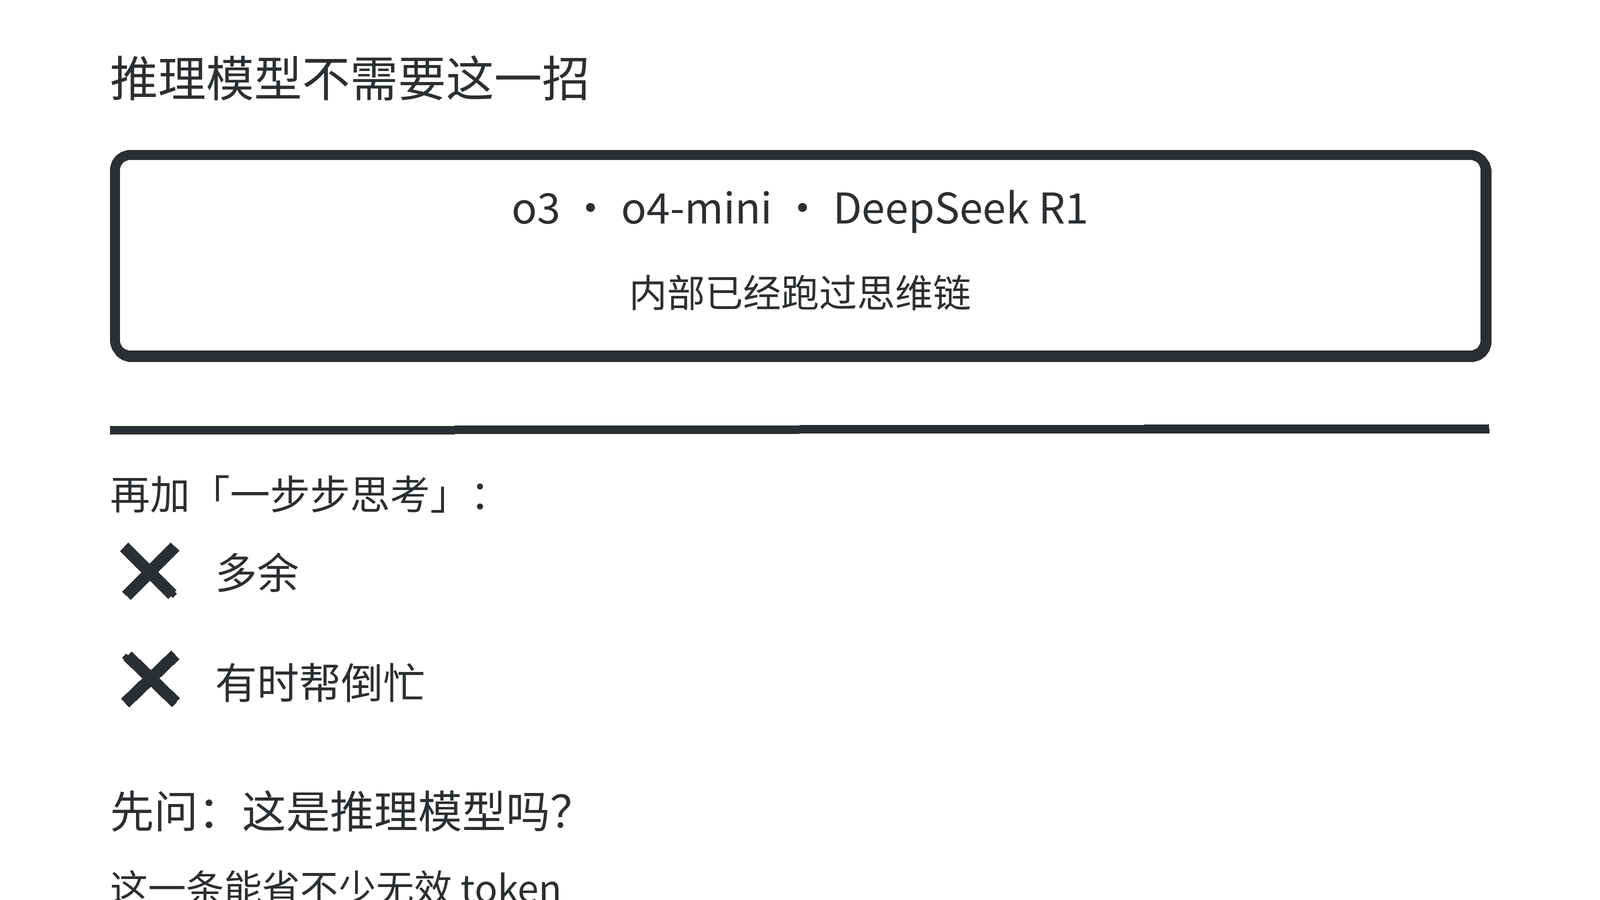 推理模型不需要这一招
o3 · o4-mini · DeepSeek R1
内部已经跑过思维链
再加「一步步思考」：
多余
有时帮倒忙
先问：这是推理模型吗？
这一条能省不少无效 token